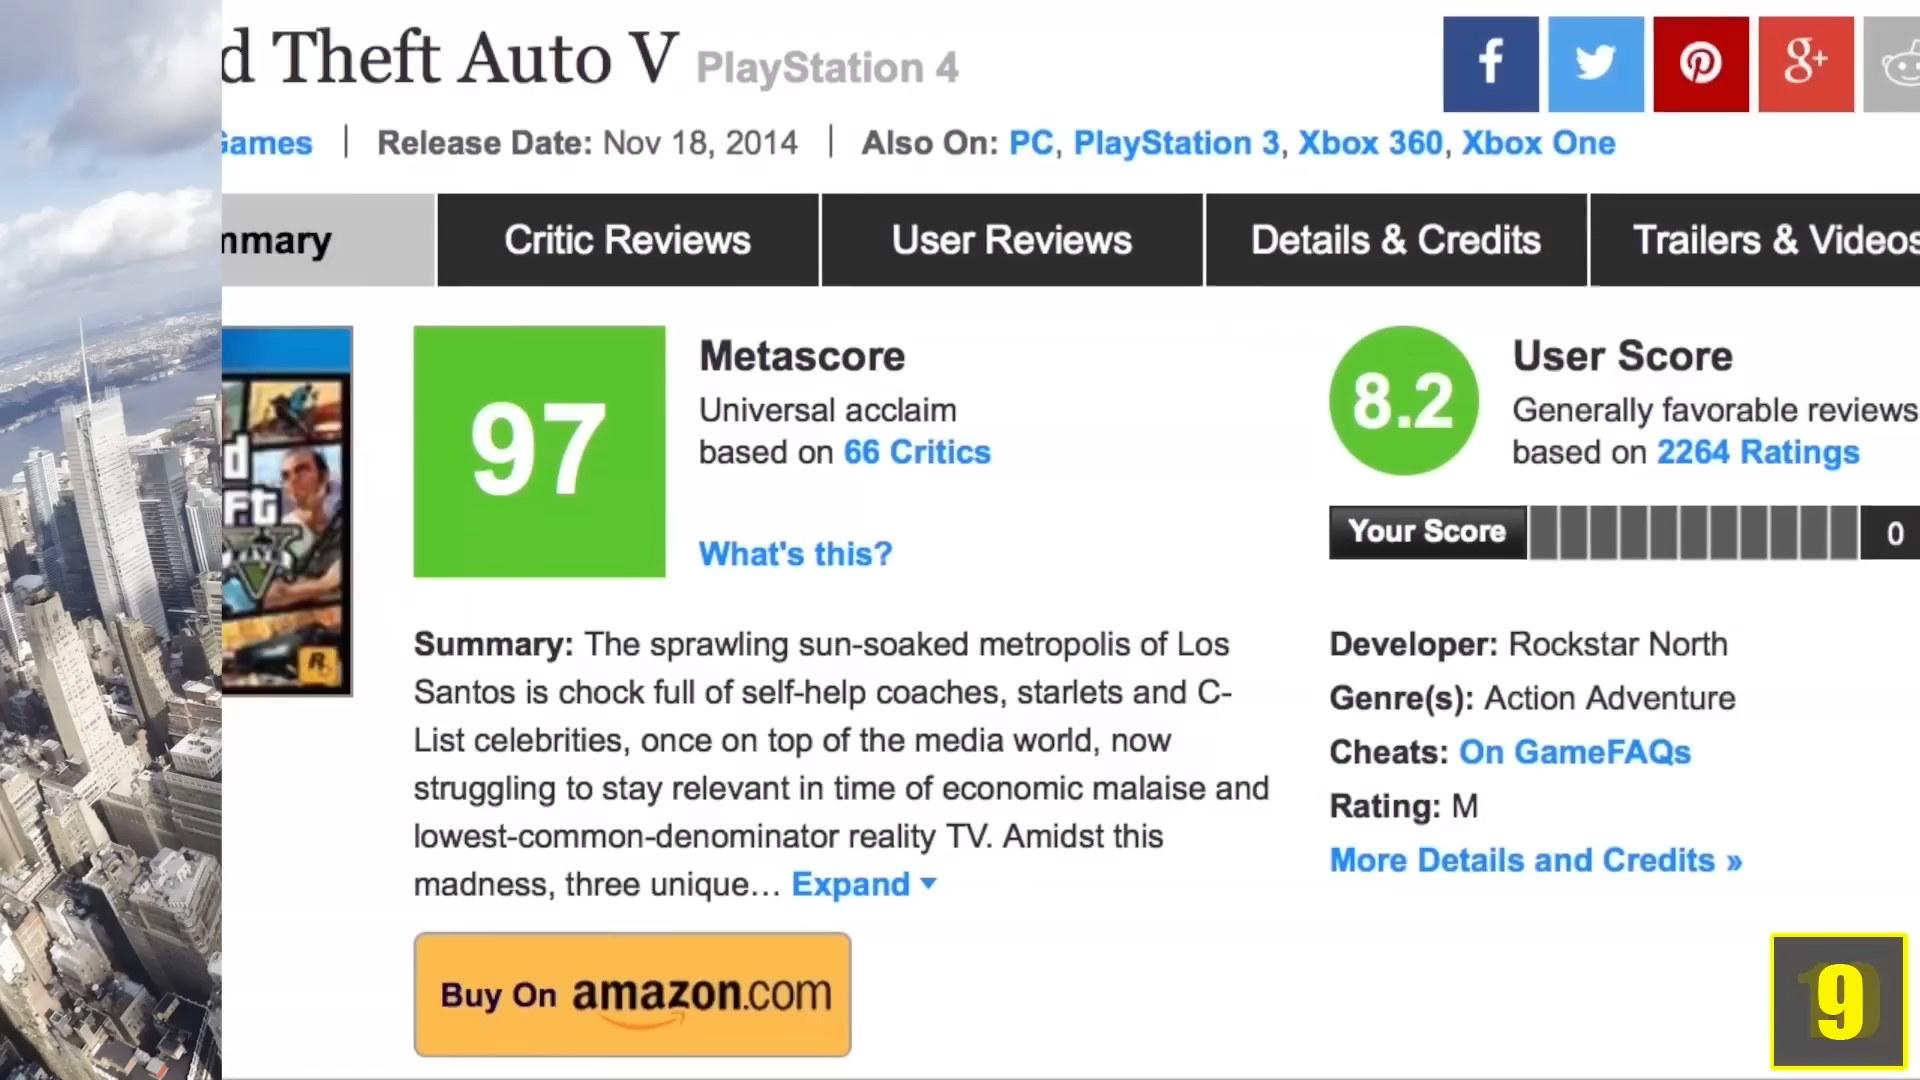 d Theft Auto V PlayStation 4
Games | Release Date: Nov 18, 2014 | Also On: PC, PlayStation 3, Xbox 360, Xbox One
mmary
Critic Reviews
User Reviews
Details & Credits
Trailers & Videos
97
Metascore
Universal acclaim
based on 66 Critics
What's this?
8.2
User Score
Generally favorable reviews
based on 2264 Ratings
Your Score
0
d
ft
V
R
Summary: The sprawling sun-soaked metropolis of Los
Santos is chock full of self-help coaches, starlets and C-
List celebrities, once on top of the media world, now
struggling to stay relevant in time of economic malaise and
lowest-common-denominator reality TV. Amidst this
madness, three unique... Expand
Developer: Rockstar North
Genre(s): Action Adventure
Cheats: On GameFAQs
Rating: M
More Details and Credits »
Buy On amazon.com
9